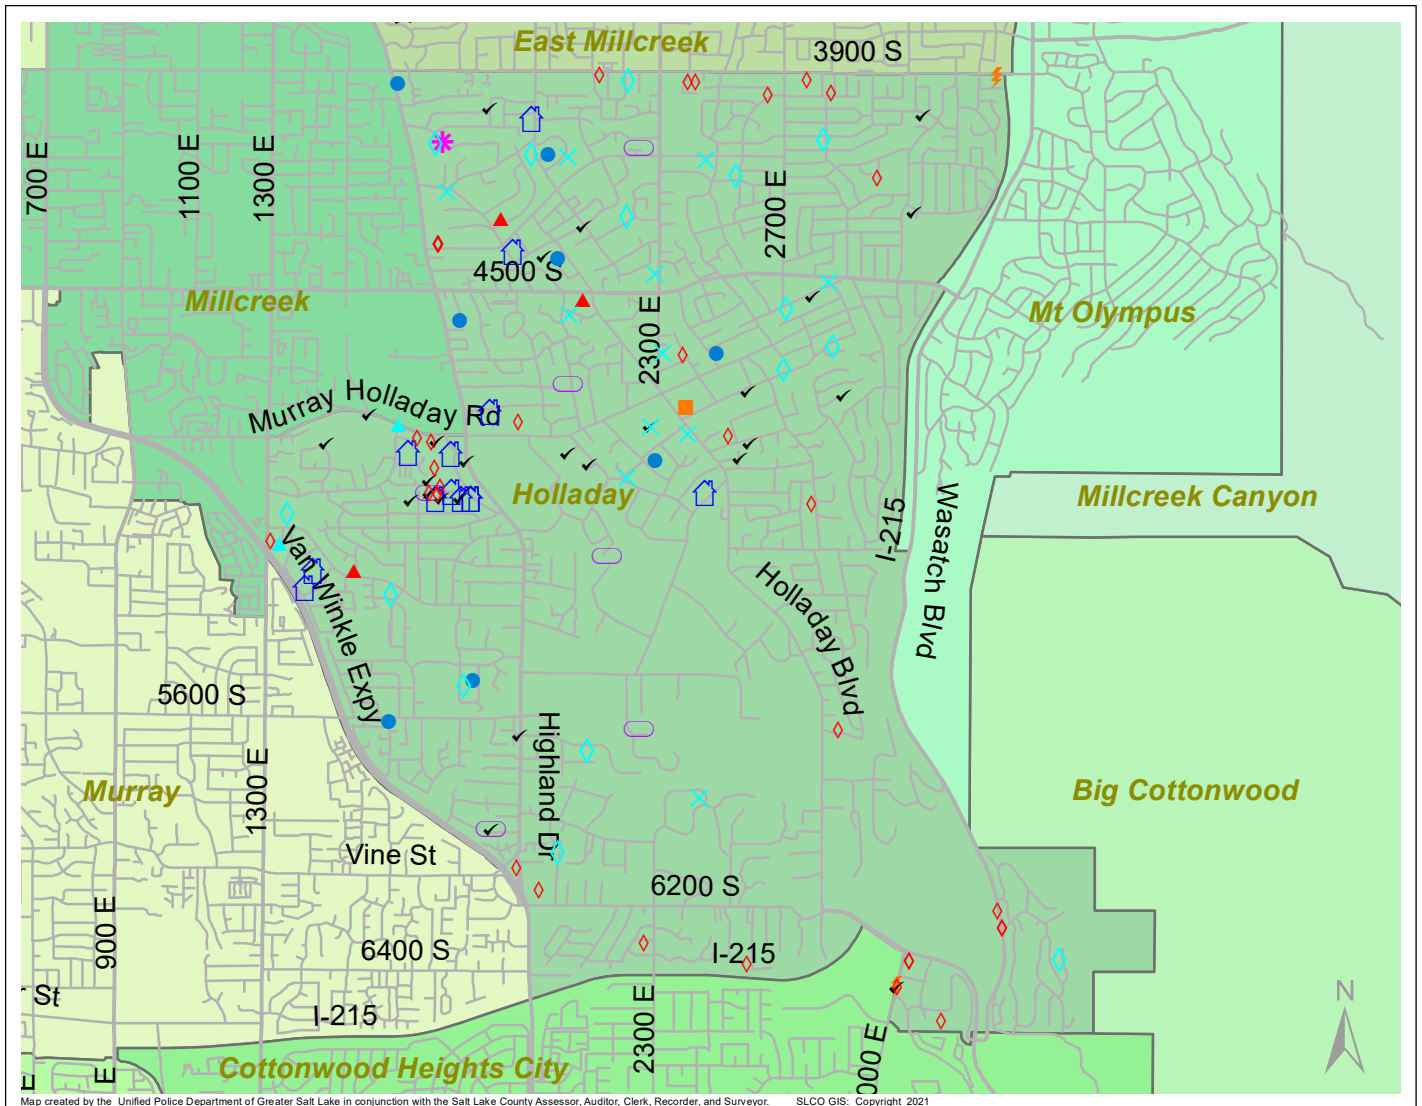 East Millcreek
3900 S
700 E
1100 E
1300 E
2700 E
4500 S
Millcreek
2300 E
Mt Olympus
Murray Holladay Rd
Holladay
Millcreek Canyon
I-215
Wasatch Blvd
Van Winkle Expy
Holladay Blvd
5600 S
Highland Dr
Murray
1300 E
Big Cottonwood
Vine St
6200 S
900 E
6400 S
I-215
St
I-215
2300 E
000 E
N
Cottonwood Heights City
E
E
Map created by the Unified Police Department of Greater Salt Lake in conjunction with the Salt Lake County Assessor, Auditor, Clerk, Recorder, and Surveyor. SLCO GIS: Copyright 2021